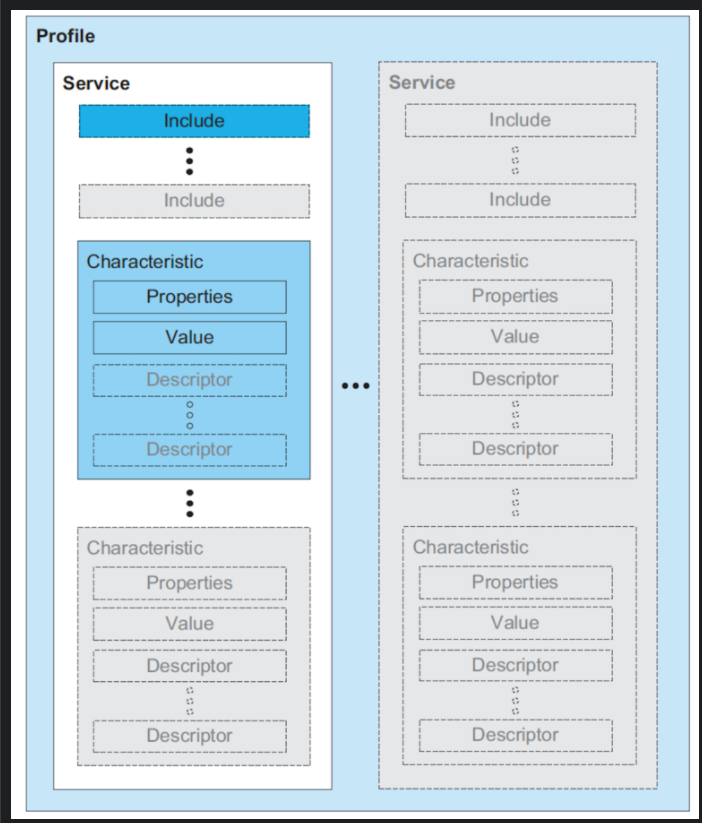 Profile
Service
Include
Include
Characteristic
Properties
Value
Descriptor
Descriptor
Characteristic
Properties
Value
Descriptor
Descriptor
Service
Include
Include
Characteristic
Properties
Value
Descriptor
Descriptor
Characteristic
Properties
Value
Descriptor
Descriptor